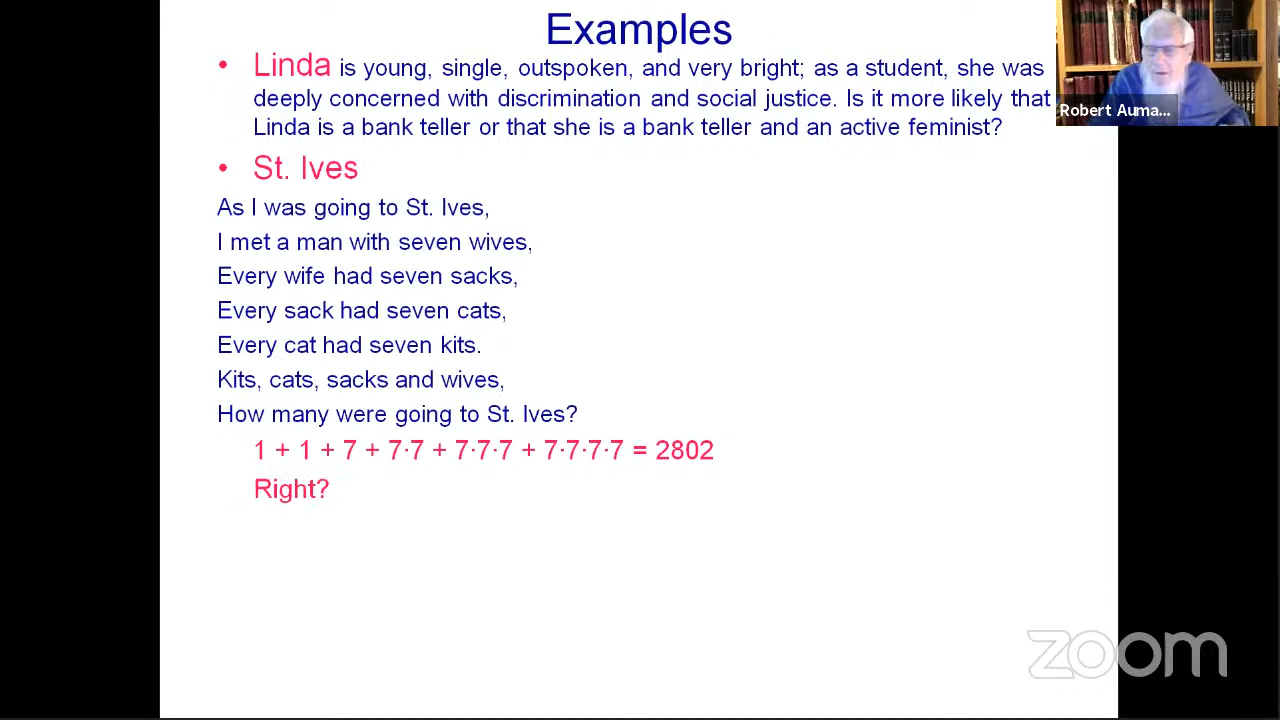 Examples
• Linda is young, single, outspoken, and very bright; as a student, she was
deeply concerned with discrimination and social justice. Is it more likely that
Linda is a bank teller or that she is a bank teller and an active feminist?
Robert Auma...
• St. Ives
As I was going to St. Ives,
I met a man with seven wives,
Every wife had seven sacks,
Every sack had seven cats,
Every cat had seven kits.
Kits, cats, sacks and wives,
How many were going to St. Ives?
1 + 1 + 7 + 7·7 + 7·7·7 + 7·7·7·7 = 2802
Right?
zoom